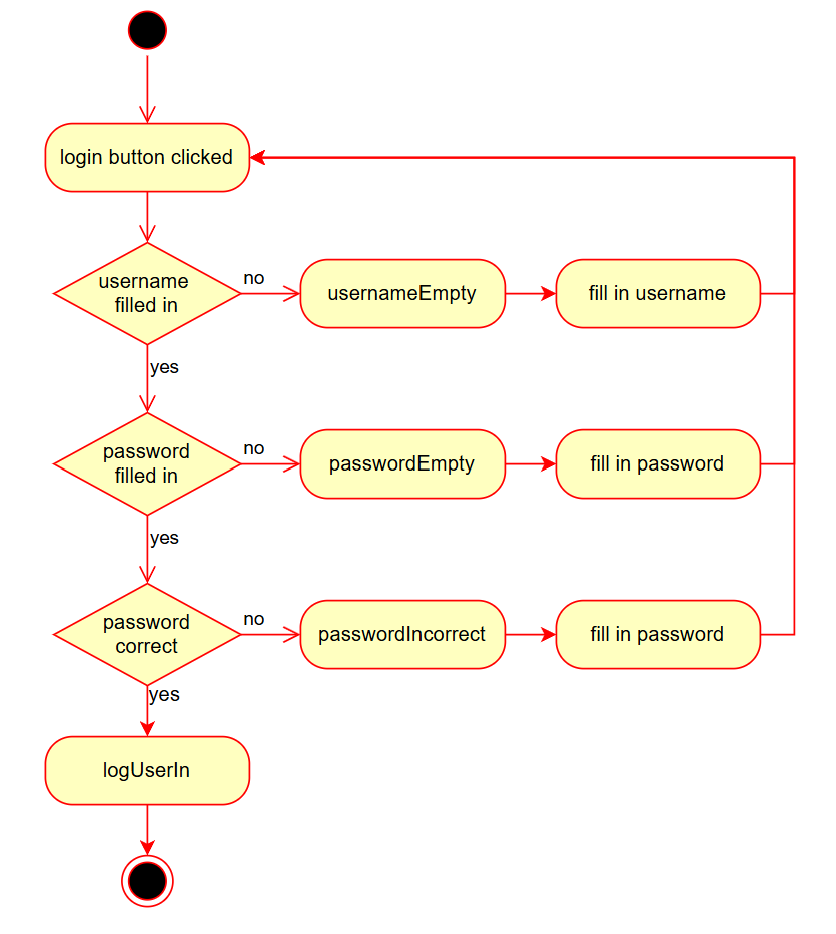 login button clicked
username
filled in
no
usernameEmpty
fill in username
yes
password
filled in
no
passwordEmpty
fill in password
yes
password
correct
no
passwordIncorrect
fill in password
yes
logUserIn